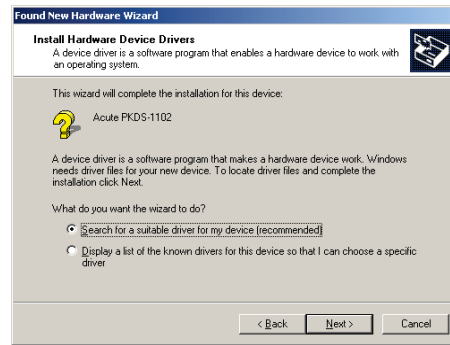 Found New Hardware Wizard
Install Hardware Device Drivers
A device driver is a software program that enables a hardware device to work with
an operating system.
This wizard will complete the installation for this device:
Acute PKDS-1102
A device driver is a software program that makes a hardware device work. Windows
needs driver files for your new device. To locate driver files and complete the
installation click Next.
What do you want the wizard to do?
Search for a suitable driver for my device (recommended)
Display a list of the known drivers for this device so that I can choose a specific
driver
< Back
Next >
Cancel